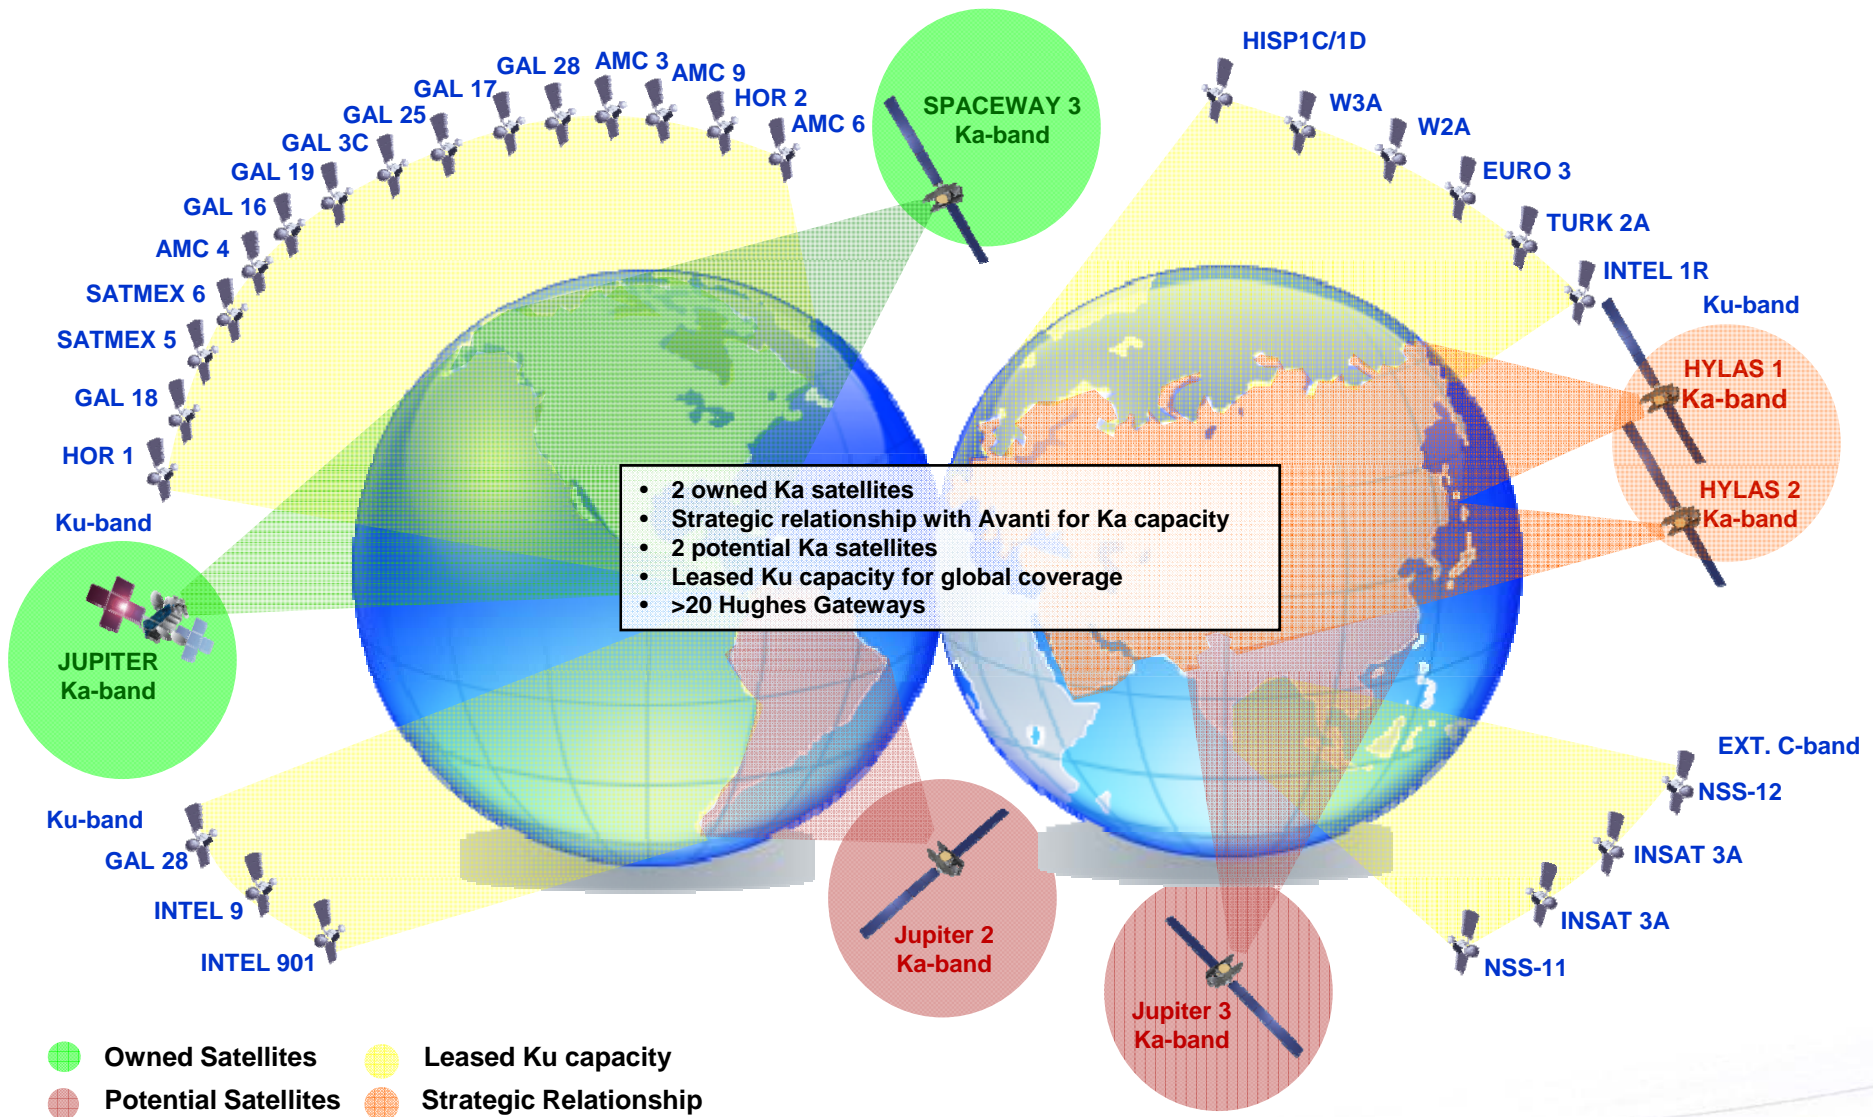 HISP1C/1D
GAL 28
AMC 3
AMC 9
GAL 17
HOR 2
GAL 25
AMC 6
GAL 3C
GAL 19
GAL 16
AMC 4
SATMEX 6
SATMEX 5
GAL 18
HOR 1
Ku-band
SPACEWAY 3
Ka-band
W3A
W2A
EURO 3
TURK 2A
INTEL 1R
Ku-band
HYLAS 1
Ka-band
HYLAS 2
Ka-band
• 2 owned Ka satellites
• Strategic relationship with Avanti for Ka capacity
• 2 potential Ka satellites
• Leased Ku capacity for global coverage
• >20 Hughes Gateways
JUPITER
Ka-band
Ku-band
GAL 28
INTEL 9
INTEL 901
EXT. C-band
NSS-12
INSAT 3A
INSAT 3A
NSS-11
Jupiter 2
Ka-band
Jupiter 3
Ka-band
Owned Satellites
Leased Ku capacity
Potential Satellites
Strategic Relationship